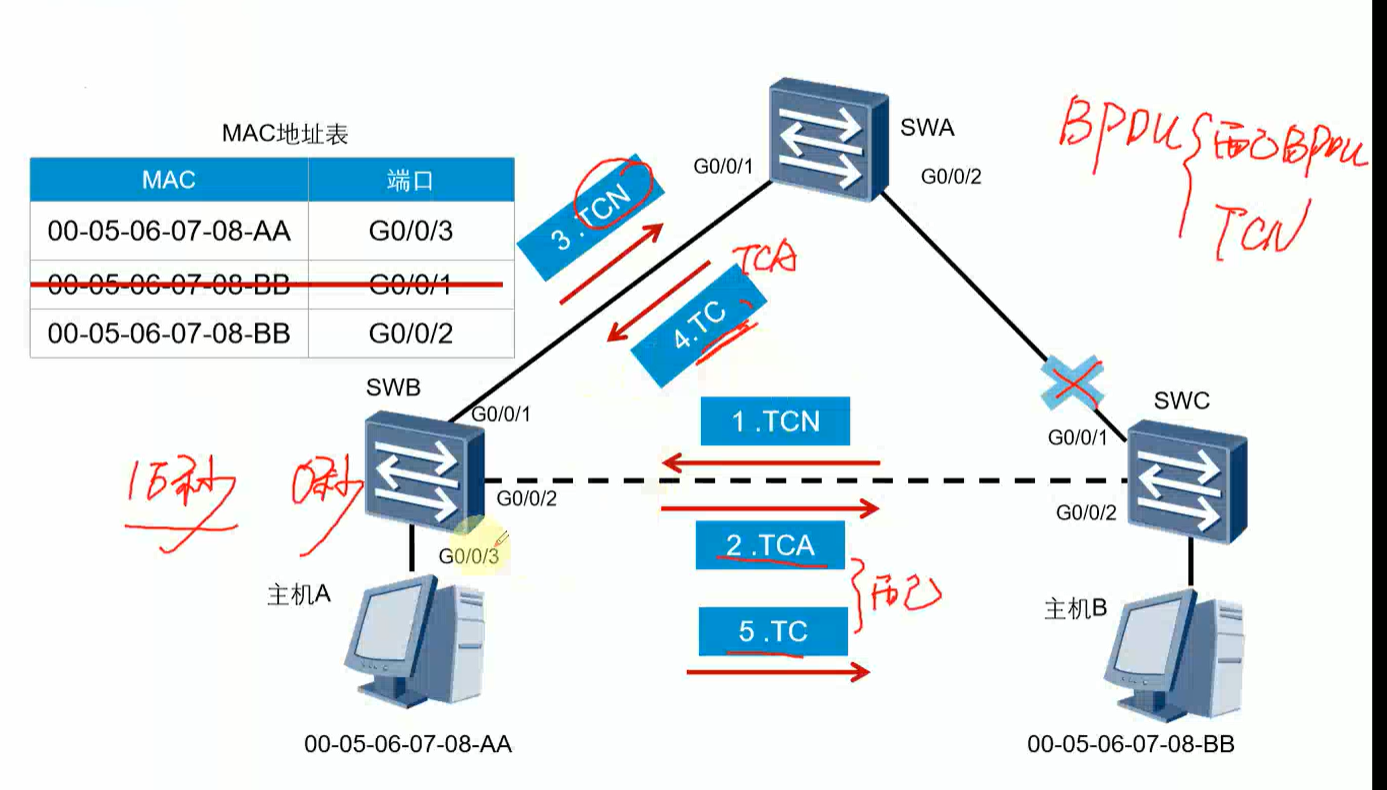 MAC地址表
MAC 端口
00-05-06-07-08-AA G0/0/3
00-05-06-07-08-BB G0/0/1
00-05-06-07-08-BB G0/0/2
SWA
G0/0/1
G0/0/2
BPDU
配置BPDU
TCN
3 .TCN
TCA
4.TC
SWB
G0/0/1
G0/0/2
G0/0/3
15秒 0秒
1 .TCN
2 .TCA
5 .TC
配置
SWC
G0/0/1
G0/0/2
主机A
主机B
00-05-06-07-08-AA
00-05-06-07-08-BB